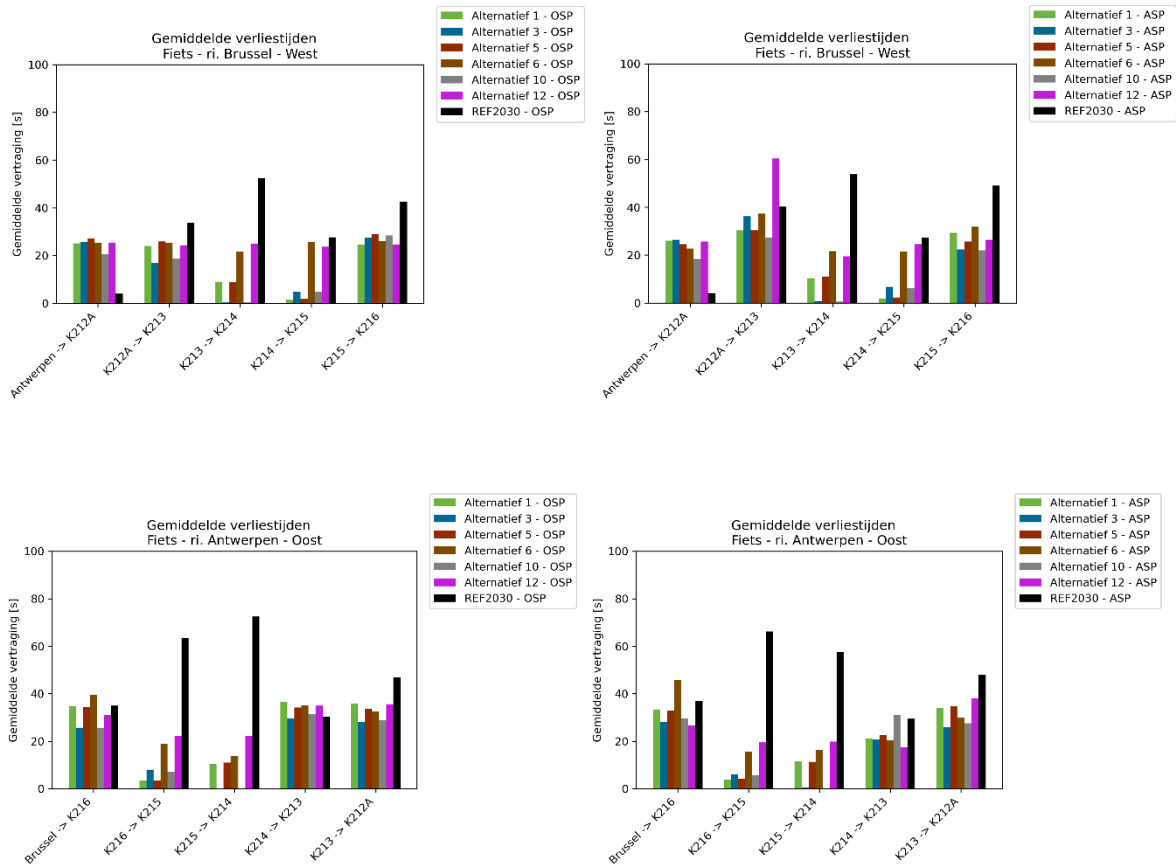 Gemiddelde verliestijden
Fiets - ri. Brussel - West
Alternatief 1 - OSP
Alternatief 3 - OSP
Alternatief 5 - OSP
Alternatief 6 - OSP
Alternatief 10 - OSP
Alternatief 12 - OSP
REF2030 - OSP
Gemiddelde vertraging [s]
100
80
60
40
20
0
Antwerpen -> K212A
K212A -> K213
K213 -> K214
K214 -> K215
K215 -> K216
Gemiddelde verliestijden
Fiets - ri. Brussel - West
Alternatief 1 - ASP
Alternatief 3 - ASP
Alternatief 5 - ASP
Alternatief 6 - ASP
Alternatief 10 - ASP
Alternatief 12 - ASP
REF2030 - ASP
Gemiddelde vertraging [s]
100
80
60
40
20
0
Antwerpen -> K212A
K212A -> K213
K213 -> K214
K214 -> K215
K215 -> K216
Gemiddelde verliestijden
Fiets - ri. Antwerpen - Oost
Alternatief 1 - OSP
Alternatief 3 - OSP
Alternatief 5 - OSP
Alternatief 6 - OSP
Alternatief 10 - OSP
Alternatief 12 - OSP
REF2030 - OSP
Gemiddelde vertraging [s]
100
80
60
40
20
0
Brussel -> K216
K216 -> K215
K215 -> K214
K214 -> K213
K213 -> K212A
Gemiddelde verliestijden
Fiets - ri. Antwerpen - Oost
Alternatief 1 - ASP
Alternatief 3 - ASP
Alternatief 5 - ASP
Alternatief 6 - ASP
Alternatief 10 - ASP
Alternatief 12 - ASP
REF2030 - ASP
Gemiddelde vertraging [s]
100
80
60
40
20
0
Brussel -> K216
K216 -> K215
K215 -> K214
K214 -> K213
K213 -> K212A